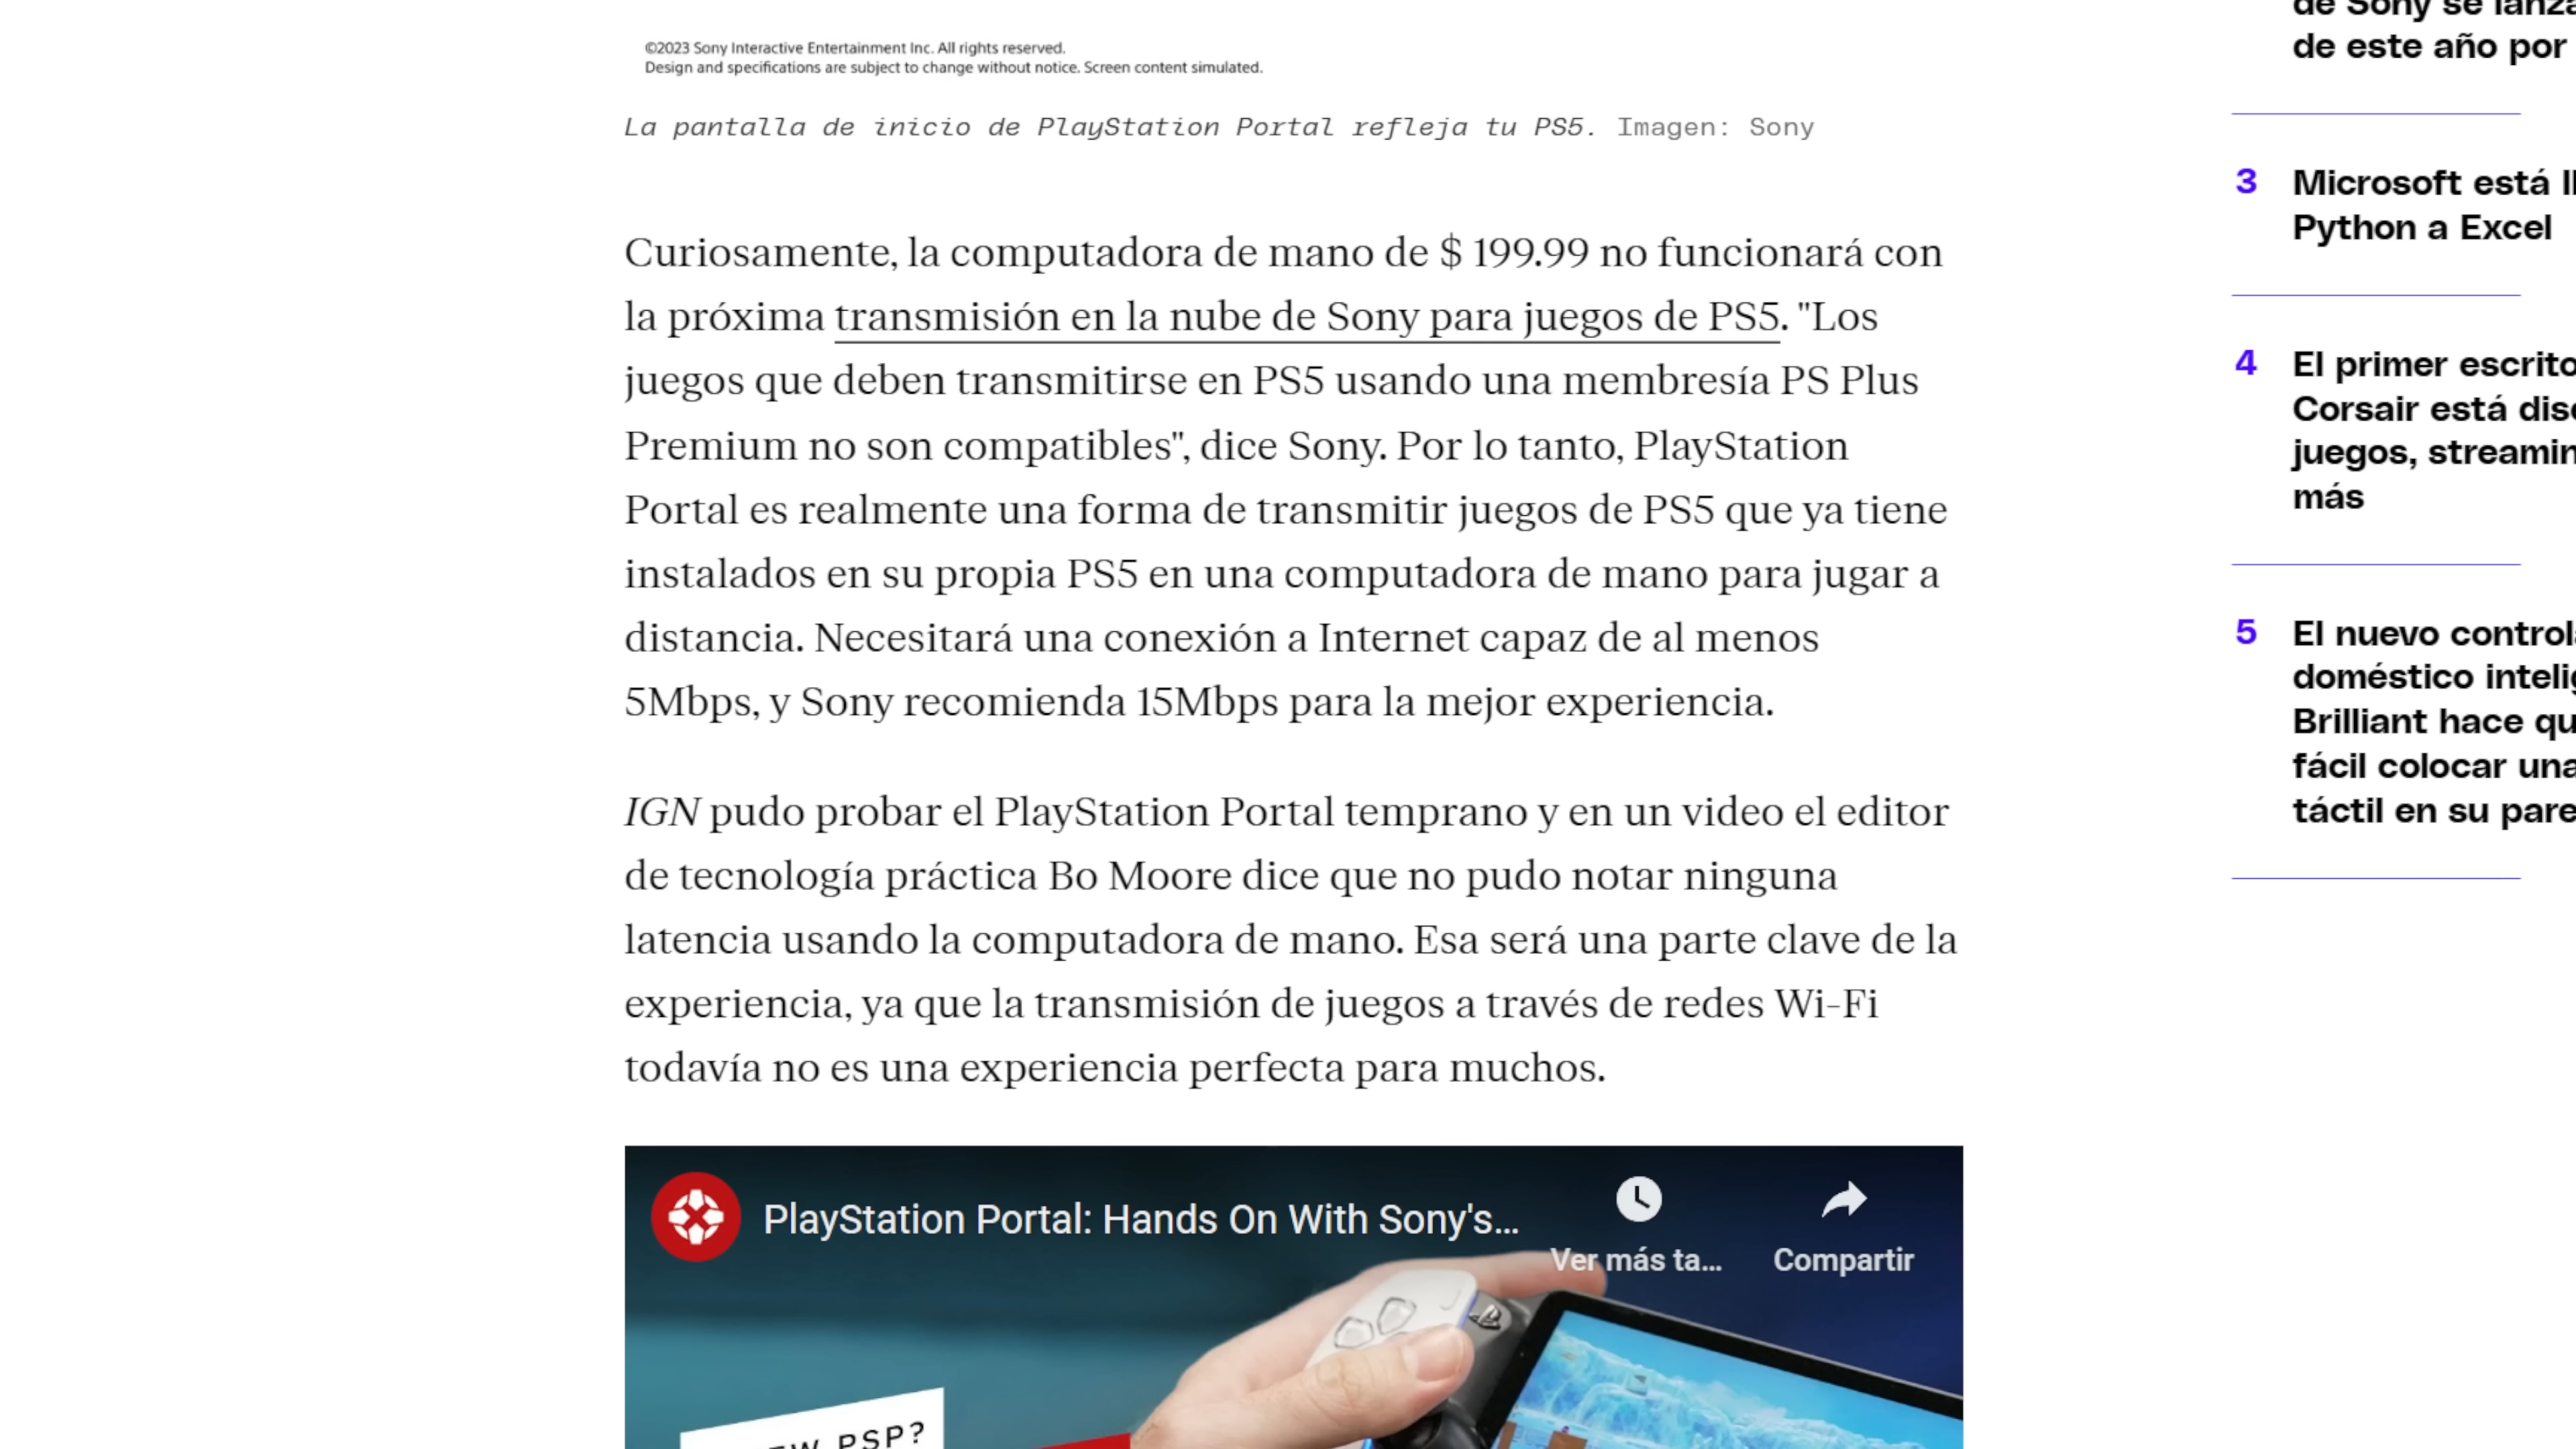 ©2023 Sony Interactive Entertainment Inc. All rights reserved.
Design and specifications are subject to change without notice. Screen content simulated.
La pantalla de inicio de PlayStation Portal refleja tu PS5. Imagen: Sony
Curiosamente, la computadora de mano de $ 199.99 no funcionará con
la próxima transmisión en la nube de Sony para juegos de PS5. "Los
juegos que deben transmitirse en PS5 usando una membresía PS Plus
Premium no son compatibles", dice Sony. Por lo tanto, PlayStation
Portal es realmente una forma de transmitir juegos de PS5 que ya tiene
instalados en su propia PS5 en una computadora de mano para jugar a
distancia. Necesitará una conexión a Internet capaz de al menos
5Mbps, y Sony recomienda 15Mbps para la mejor experiencia.
IGN pudo probar el PlayStation Portal temprano y en un video el editor
de tecnología práctica Bo Moore dice que no pudo notar ninguna
latencia usando la computadora de mano. Esa será una parte clave de la
experiencia, ya que la transmisión de juegos a través de redes Wi-Fi
todavía no es una experiencia perfecta para muchos.
PlayStation Portal: Hands On With Sony's...
Ver más ta...
Compartir
PSP?
de Sony se
de este año por
3 Microsoft está
Python a Excel
4 El primer
Corsair está
juegos,
más
5 El nuevo
doméstico
Brilliant hace
fácil colocar
táctil en su